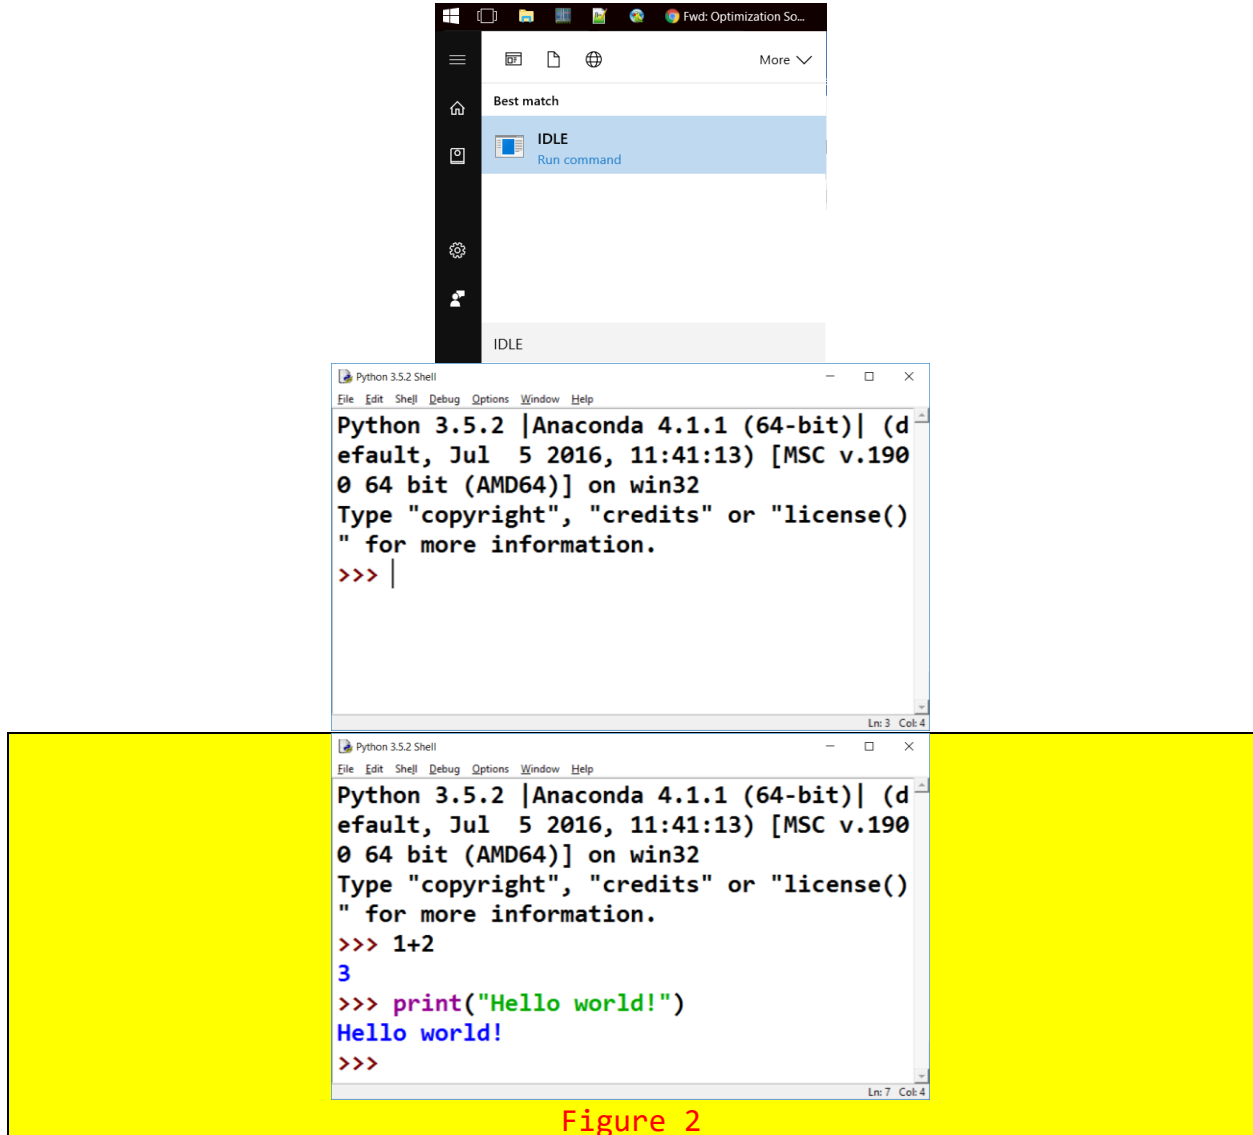 Fwd: Optimization So...
More
Best match
IDLE
Run command
IDLE
Python 3.5.2 Shell
File Edit Shell Debug Options Window Help
Python 3.5.2 |Anaconda 4.1.1 (64-bit)| (d
efault, Jul  5 2016, 11:41:13) [MSC v.190
0 64 bit (AMD64)] on win32
Type "copyright", "credits" or "license()
" for more information.
>>>
Ln: 3 Col: 4
Python 3.5.2 Shell
File Edit Shell Debug Options Window Help
Python 3.5.2 |Anaconda 4.1.1 (64-bit)| (d
efault, Jul  5 2016, 11:41:13) [MSC v.190
0 64 bit (AMD64)] on win32
Type "copyright", "credits" or "license()
" for more information.
>>> 1+2
3
>>> print("Hello world!")
Hello world!
>>>
Ln: 7 Col: 4
Figure 2